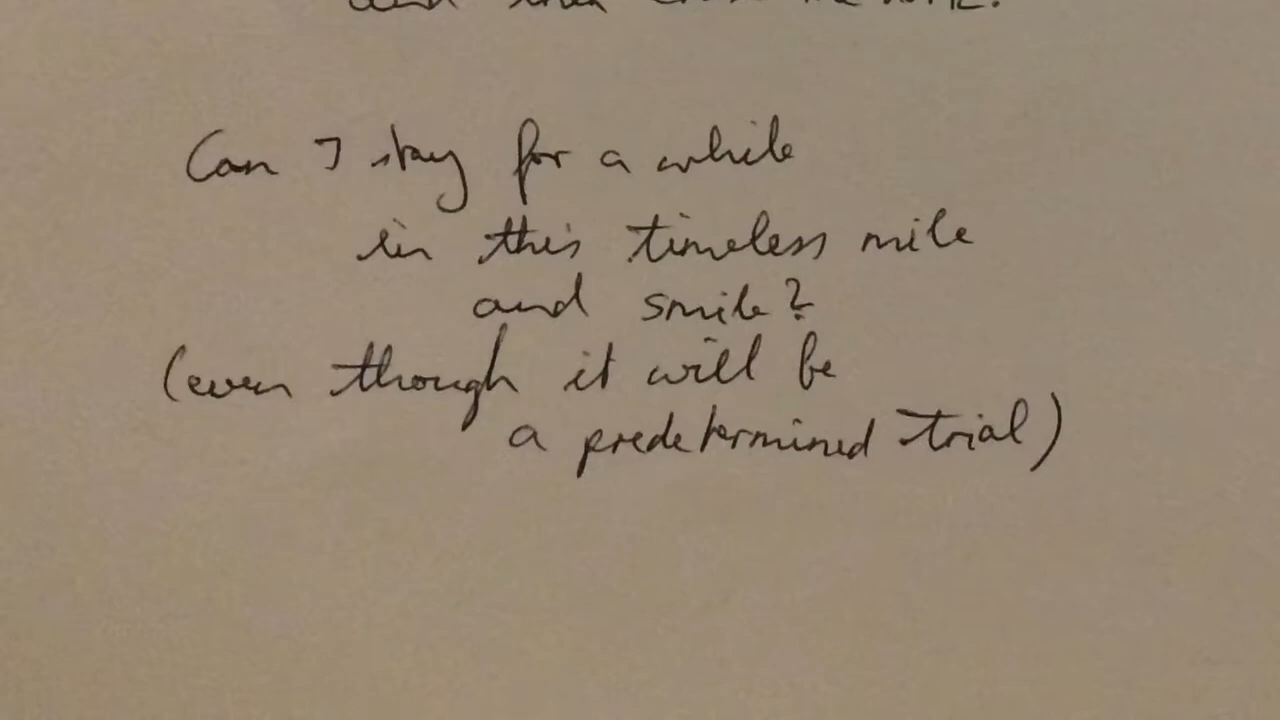 Can I stay for a while
in this timeless mile
and smile?
(even though it will be
a predetermined trial)